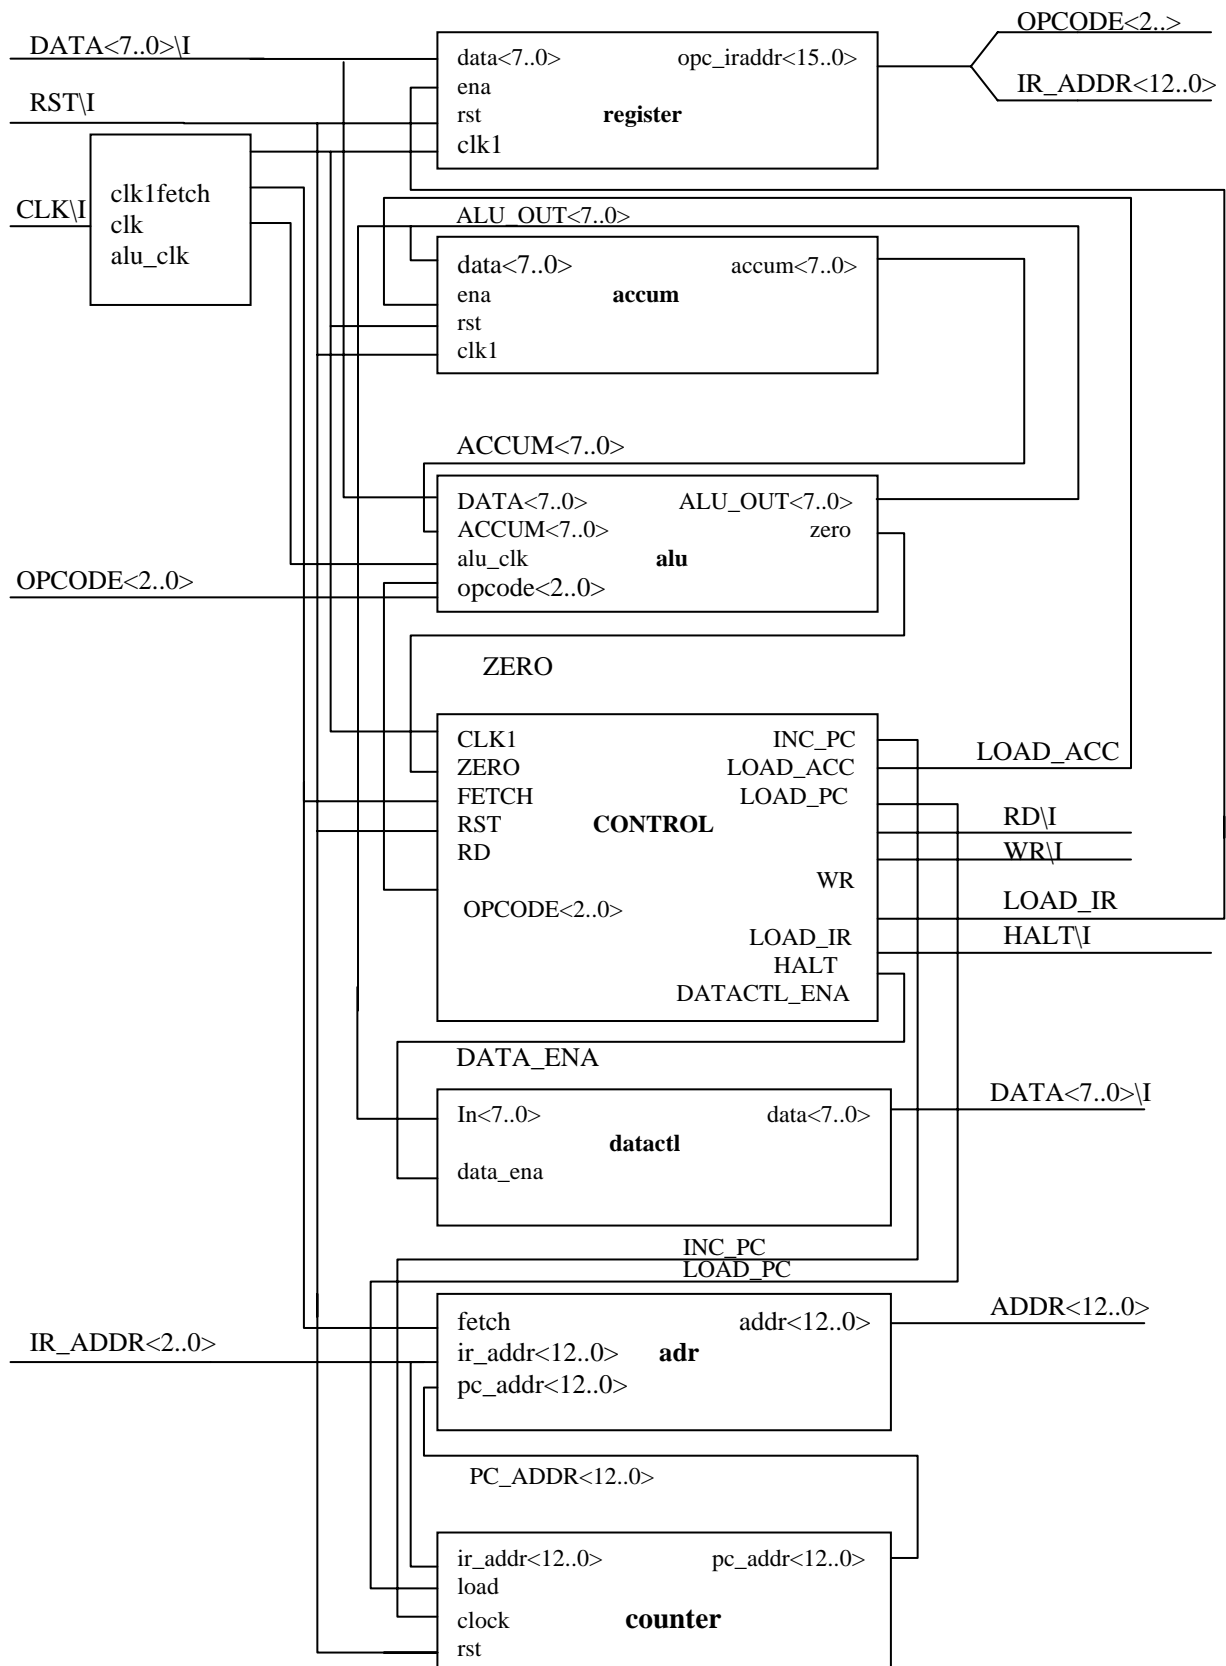 OPCODE<2..>
DATA<7..0>\I
data<7..0> opc_iraddr<15..0>
IR_ADDR<12..0>
ena
RST\I
rst register
clk1
clk1fetch
CLK\I
clk
alu_clk
ALU_OUT<7..0>
data<7..0> accum<7..0>
ena accum
rst
clk1
ACCUM<7..0>
DATA<7..0> ALU_OUT<7..0>
ACCUM<7..0> zero
alu_clk alu
OPCODE<2..0>
opcode<2..0>
ZERO
CLK1 INC_PC
LOAD_ACC
ZERO LOAD_ACC
FETCH LOAD_PC
RD\I
RST CONTROL
RD
WR\I
WR
LOAD_IR
OPCODE<2..0>
LOAD_IR
HALT\I
HALT
DATACTL_ENA
DATA_ENA
DATA<7..0>\I
In<7..0> data<7..0>
datactl
data_ena
INC_PC
LOAD_PC
ADDR<12..0>
fetch addr<12..0>
IR_ADDR<2..0>
ir_addr<12..0> adr
pc_addr<12..0>
PC_ADDR<12..0>
ir_addr<12..0> pc_addr<12..0>
load
clock counter
rst